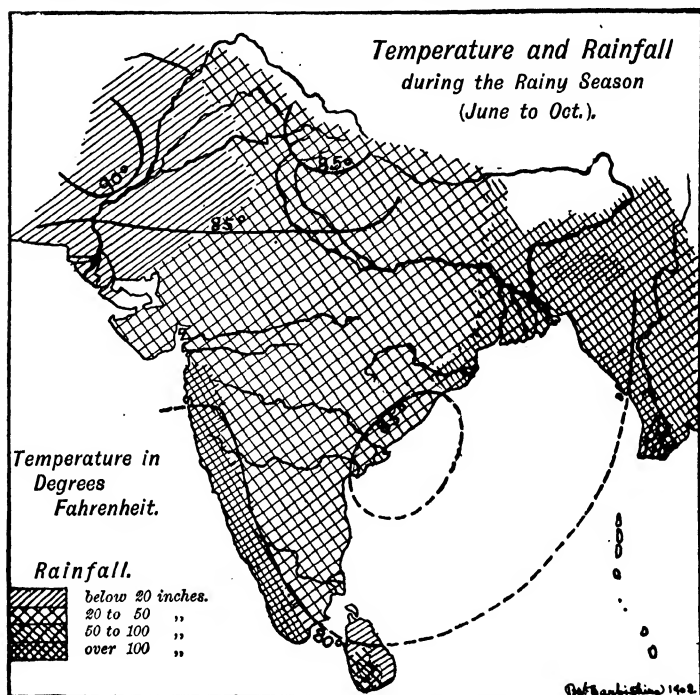 Temperature and Rainfall
during the Rainy Season
(June to Oct.).
90°
85°
85°
85°
80°
Temperature in
Degrees
Fahrenheit.
Rainfall.
below 20 inches.
20 to 50 „
50 to 100 „
over 100 „